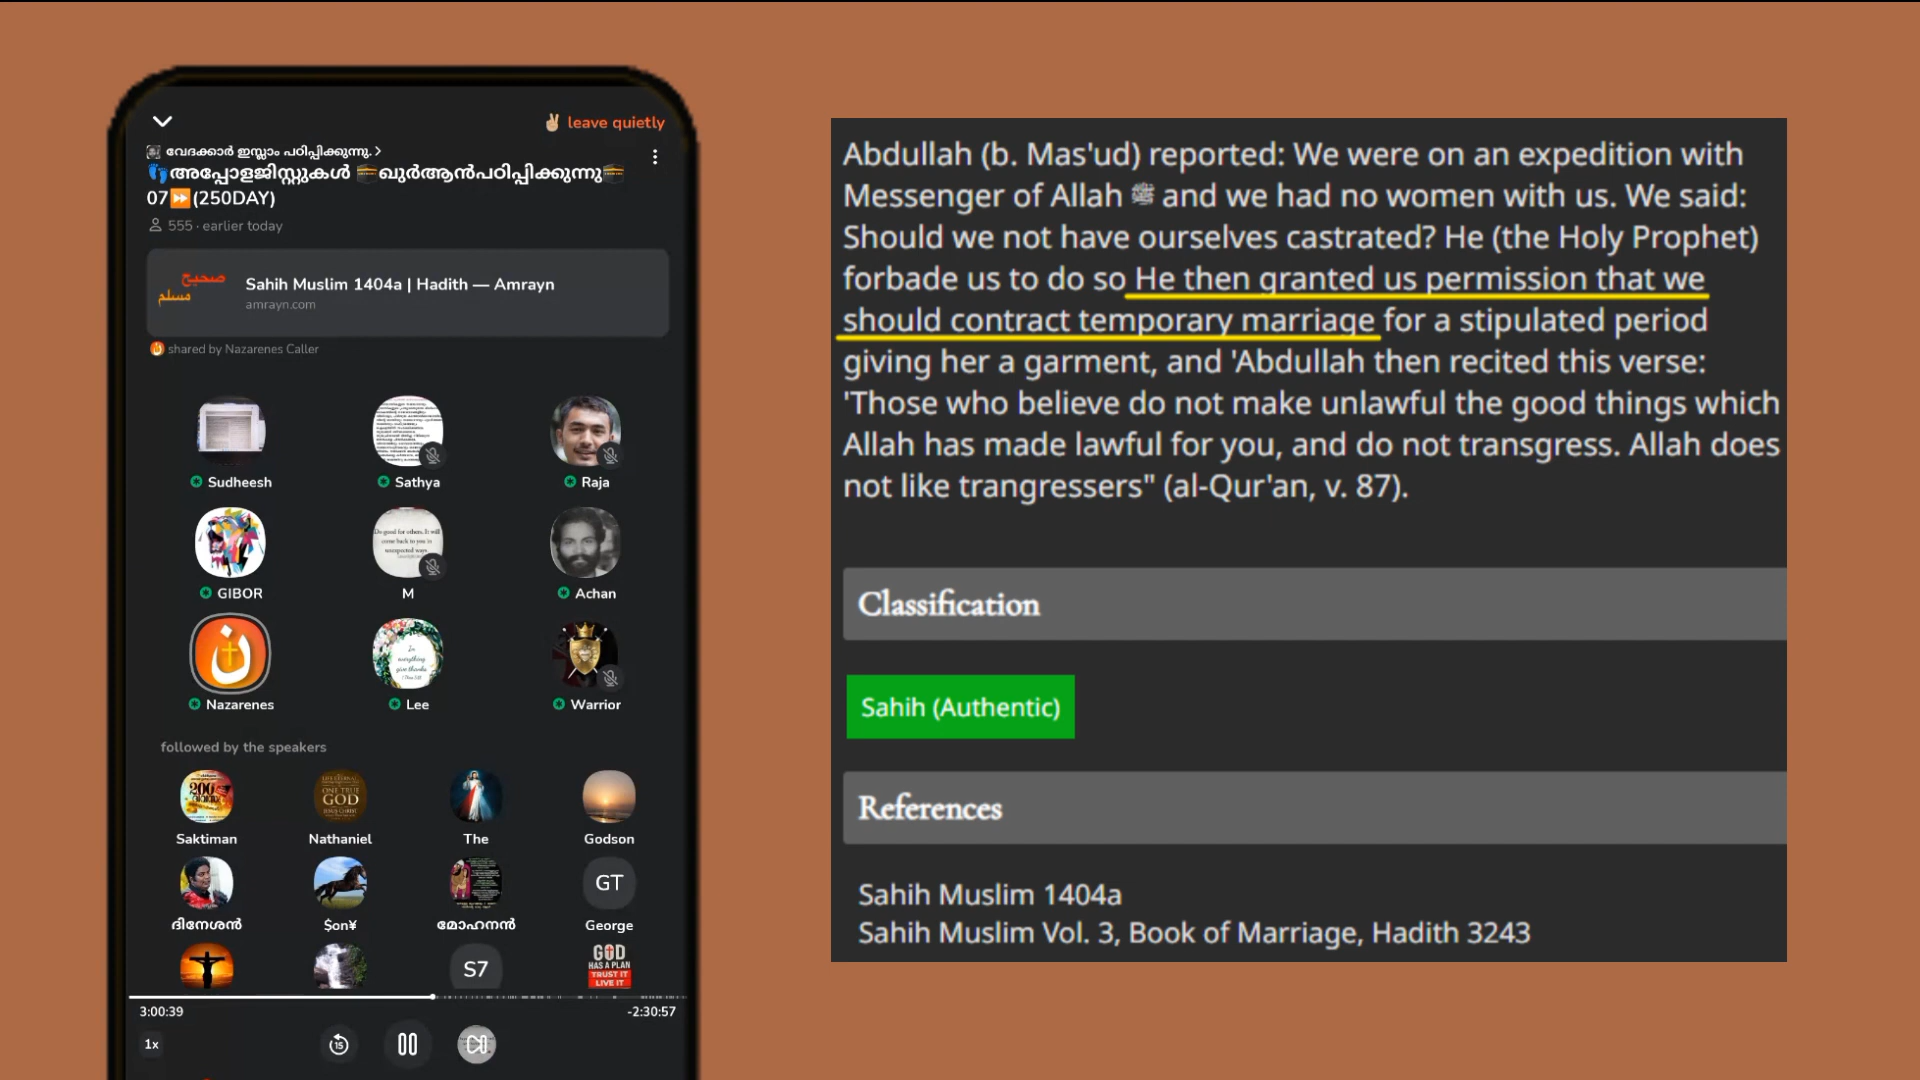 ✌🏼 leave quietly
വേദക്കാർ ഇസ്ലാം പഠിപ്പിക്കുന്നു. >
👣അപ്പോളജിസ്റ്റുകൾ 🕋ഖുർആൻപഠിപ്പിക്കുന്നു🕋
07⏩(250DAY)
555 · earlier today
صحيح
مسلم
Sahih Muslim 1404a | Hadith — Amrayn
amrayn.com
shared by Nazarenes Caller
Sudheesh
Sathya
Raja
GIBOR
M
Achan
Nazarenes
Lee
Warrior
followed by the speakers
Saktiman
Nathaniel
The
Godson
GT
ദിനേശൻ
$on¥
മോഹനൻ
George
S7
GOD
HAS A PLAN
TRUST IT
LIVE IT
3:00:39
-2:30:57
1x
15
Abdullah (b. Mas'ud) reported: We were on an expedition with
Messenger of Allah ﷺ and we had no women with us. We said:
Should we not have ourselves castrated? He (the Holy Prophet)
forbade us to do so He then granted us permission that we
should contract temporary marriage for a stipulated period
giving her a garment, and 'Abdullah then recited this verse:
'Those who believe do not make unlawful the good things which
Allah has made lawful for you, and do not transgress. Allah does
not like trangressers" (al-Qur'an, v. 87).
Classification
Sahih (Authentic)
References
Sahih Muslim 1404a
Sahih Muslim Vol. 3, Book of Marriage, Hadith 3243